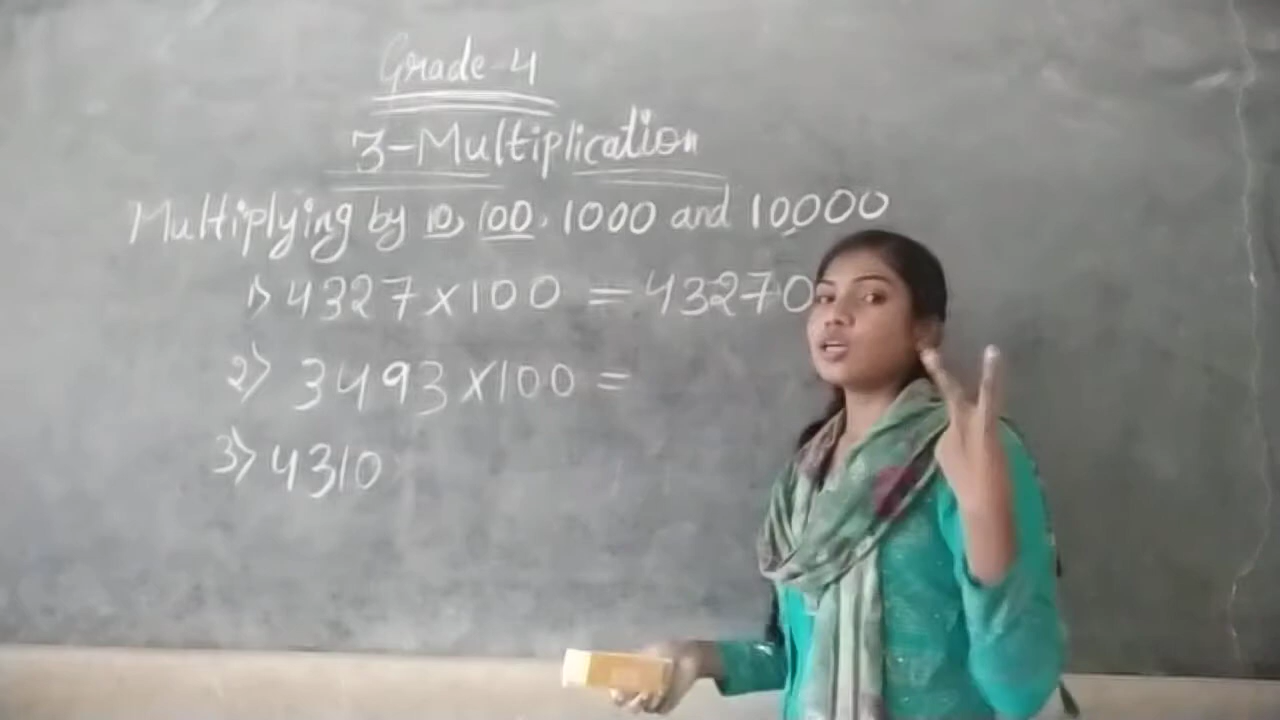 Grade-4
3-Multiplication
Multiplying by 10, 100, 1000 and 10,000
1) 4327 x 100 = 43270
2) 3493 x 100 =
3) 4310